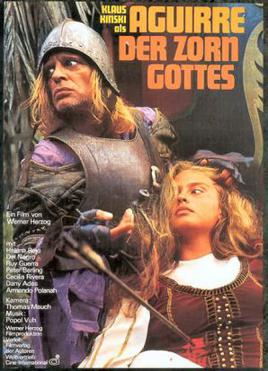 KLAUS
KINSKI
als
AGUIRRE
DER ZORN
GOTTES
Ein Film von
Werner Herzog
mit
Helena Rojo
Del Negro
Ruy Guerra
Peter Berling
Cecilia Rivera
Dany Ades
Armando Polanah
Kamera:
Thomas Mauch
Musik:
Popol Vuh
Werner Herzog
Filmproduktion
Verleih:
Filmverlag
der Autoren
Weltvertrieb:
Cine International